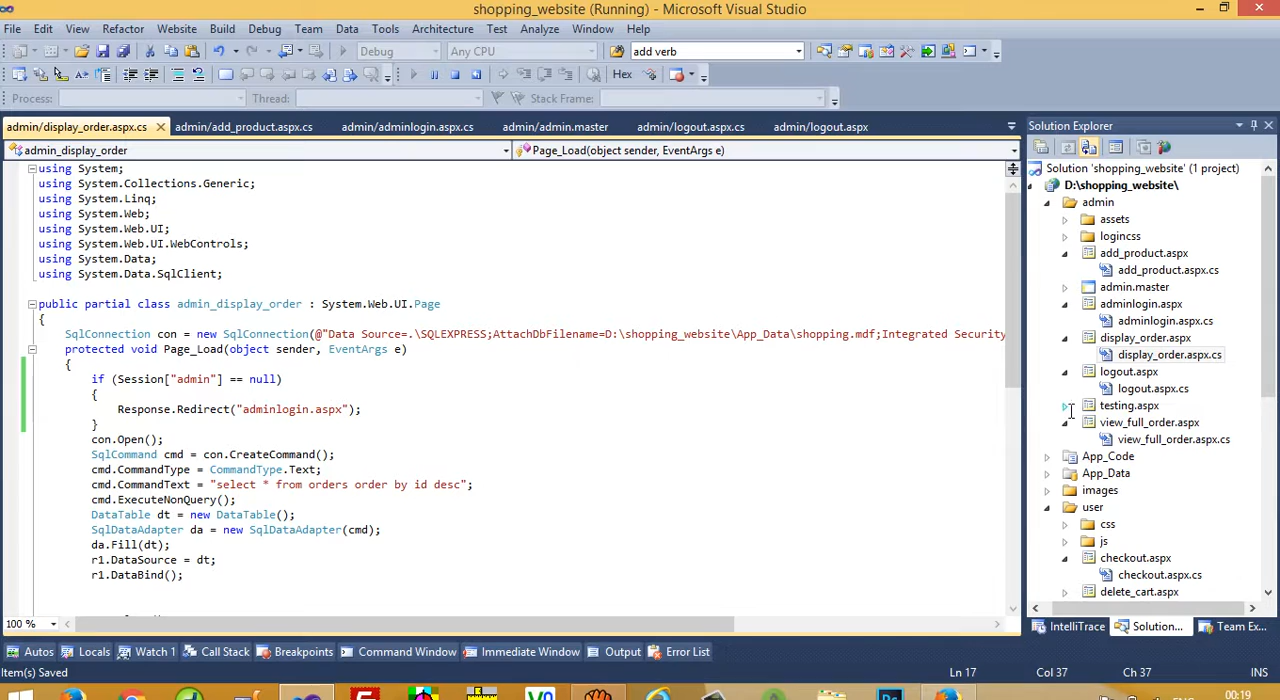 shopping_website (Running) - Microsoft Visual Studio
File Edit View Refactor Website Build Debug Team Data Tools Architecture Test Analyze Window Help
Debug Any CPU add verb
Hex
Process: Thread: Stack Frame:
admin/display_order.aspx.cs admin/add_product.aspx.cs admin/adminlogin.aspx.cs admin/admin.master admin/logout.aspx.cs admin/logout.aspx
admin_display_order Page_Load(object sender, EventArgs e)
using System;
using System.Collections.Generic;
using System.Linq;
using System.Web;
using System.Web.UI;
using System.Web.UI.WebControls;
using System.Data;
using System.Data.SqlClient;
public partial class admin_display_order : System.Web.UI.Page
{
SqlConnection con = new SqlConnection(@"Data Source=.\SQLEXPRESS;AttachDbFilename=D:\shopping_website\App_Data\shopping.mdf;Integrated Security
protected void Page_Load(object sender, EventArgs e)
{
if (Session["admin"] == null)
{
Response.Redirect("adminlogin.aspx");
}
con.Open();
SqlCommand cmd = con.CreateCommand();
cmd.CommandType = CommandType.Text;
cmd.CommandText = "select * from orders order by id desc";
cmd.ExecuteNonQuery();
DataTable dt = new DataTable();
SqlDataAdapter da = new SqlDataAdapter(cmd);
da.Fill(dt);
r1.DataSource = dt;
r1.DataBind();
100 %
Solution Explorer
Solution 'shopping_website' (1 project)
D:\shopping_website\
admin
assets
logincss
add_product.aspx
add_product.aspx.cs
admin.master
adminlogin.aspx
adminlogin.aspx.cs
display_order.aspx
display_order.aspx.cs
logout.aspx
logout.aspx.cs
testing.aspx
view_full_order.aspx
view_full_order.aspx.cs
App_Code
App_Data
images
user
css
js
checkout.aspx
checkout.aspx.cs
delete_cart.aspx
IntelliTrace Solution... Team Ex...
Autos Locals Watch 1 Call Stack Breakpoints Command Window Immediate Window Output Error List
Item(s) Saved Ln 17 Col 37 Ch 37 INS
00:19